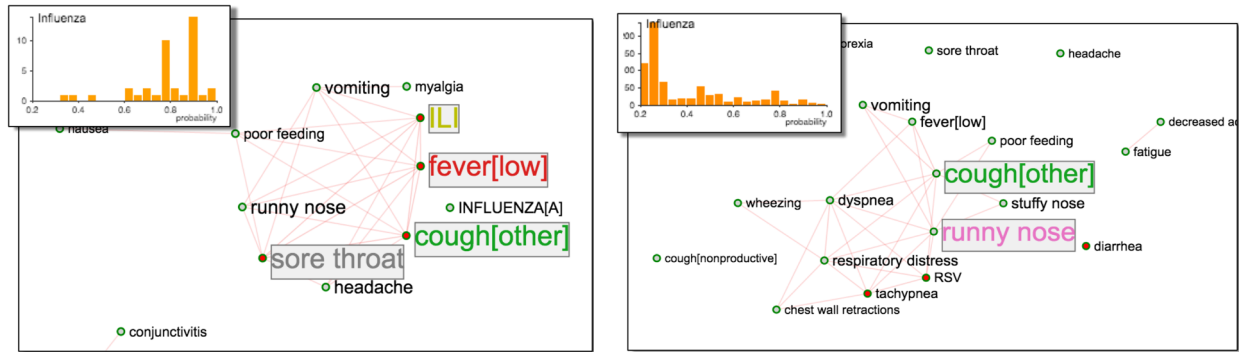 Influenza
10
5
0
0.2 0.4 0.6 0.8 1.0
probability
vomiting
myalgia
ILI
nausea
poor feeding
fever[low]
runny nose
INFLUENZA[A]
cough[other]
sore throat
headache
conjunctivitis
Influenza
0
0.2 0.4 0.6 0.8 1.0
probability
sore throat
headache
vomiting
fever[low]
decreased
poor feeding
fatigue
cough[other]
wheezing
dyspnea
stuffy nose
runny nose
diarrhea
cough[nonproductive]
respiratory distress
RSV
tachypnea
chest wall retractions